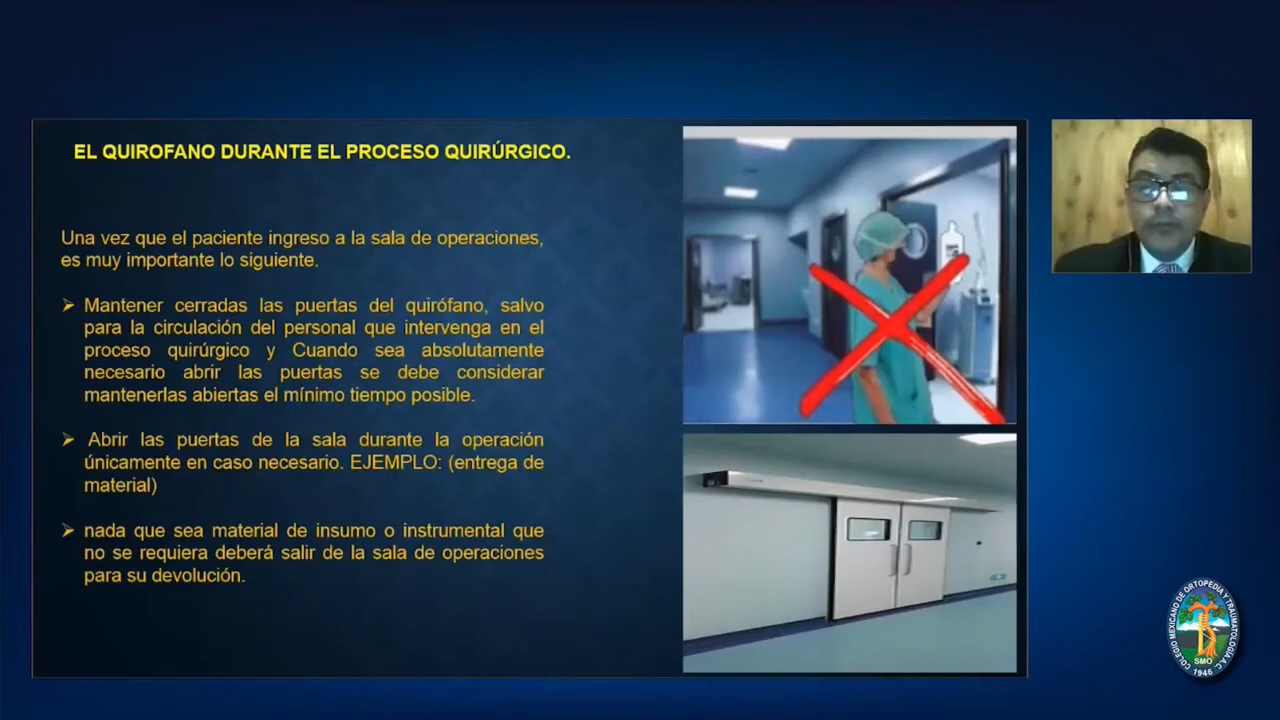 EL QUIROFANO DURANTE EL PROCESO QUIRÚRGICO.
Una vez que el paciente ingreso a la sala de operaciones,
es muy importante lo siguiente.
➢ Mantener cerradas las puertas del quirófano, salvo
para la circulación del personal que intervenga en el
proceso quirúrgico y Cuando sea absolutamente
necesario abrir las puertas se debe considerar
mantenerlas abiertas el mínimo tiempo posible.
➢ Abrir las puertas de la sala durante la operación
únicamente en caso necesario. EJEMPLO: (entrega de
material)
➢ nada que sea material de insumo o instrumental que
no se requiera deberá salir de la sala de operaciones
para su devolución.
COLEGIO MEXICANO DE ORTOPEDIA Y TRAUMATOLOGÍA A.C.
SMO
1946